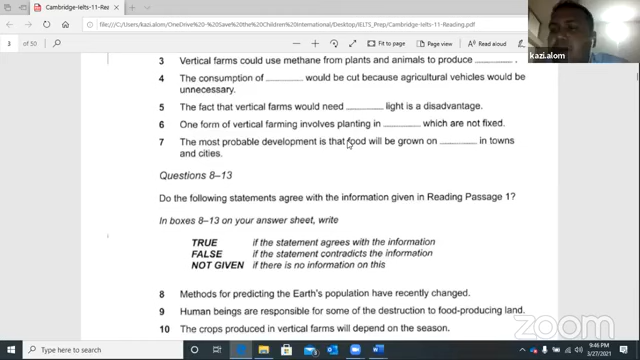 Cambridge-Ielts-11-Rea
File | C:/Users/kazi.alom/OneDrive%20-%20Save%20the%20Children%20International/Desktop/IELTS_Prep/Cambridge-Ielts-11-Reading.pdf
3 of 50
Fit to page
Page view
Read aloud
kazi.alom
3 Vertical farms could use methane from plants and animals to produce ________ .
4 The consumption of ________ would be cut because agricultural vehicles would be
unnecessary.
5 The fact that vertical farms would need ________ light is a disadvantage.
6 One form of vertical farming involves planting in ________ which are not fixed.
7 The most probable development is that food will be grown on ________ in towns
and cities.
Questions 8–13
Do the following statements agree with the information given in Reading Passage 1?
In boxes 8–13 on your answer sheet, write
TRUE if the statement agrees with the information
FALSE if the statement contradicts the information
NOT GIVEN if there is no information on this
8 Methods for predicting the Earth's population have recently changed.
9 Human beings are responsible for some of the destruction to food-producing land.
10 The crops produced in vertical farms will depend on the season.
zoom
Type here to search
9:46 PM
3/27/2021